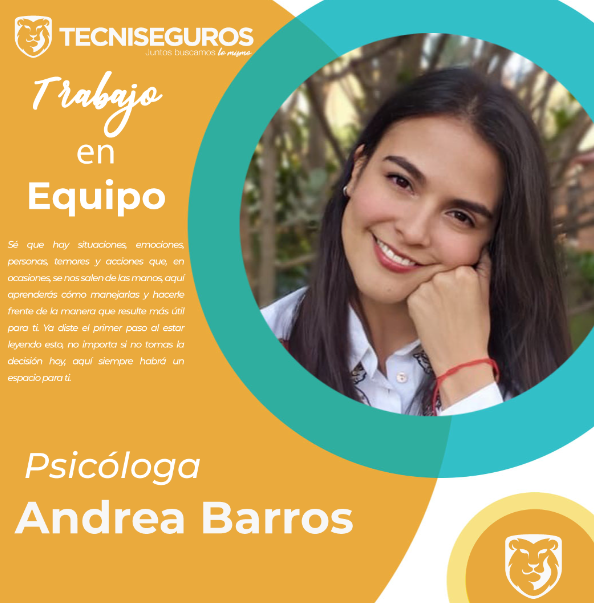 TECNISEGUROS
Juntos buscamos lo mismo
Trabajo
en
Equipo
Sé que hay situaciones, emociones,
personas, temores y acciones que, en
ocasiones, se nos salen de las manos, aquí
aprenderás cómo manejarlas y hacerle
frente de la manera que resulte más útil
para ti. Ya diste el primer paso al estar
leyendo esto, no importa si no tomas la
decisión hoy, aquí siempre habrá un
espacio para ti.
Psicóloga
Andrea Barros